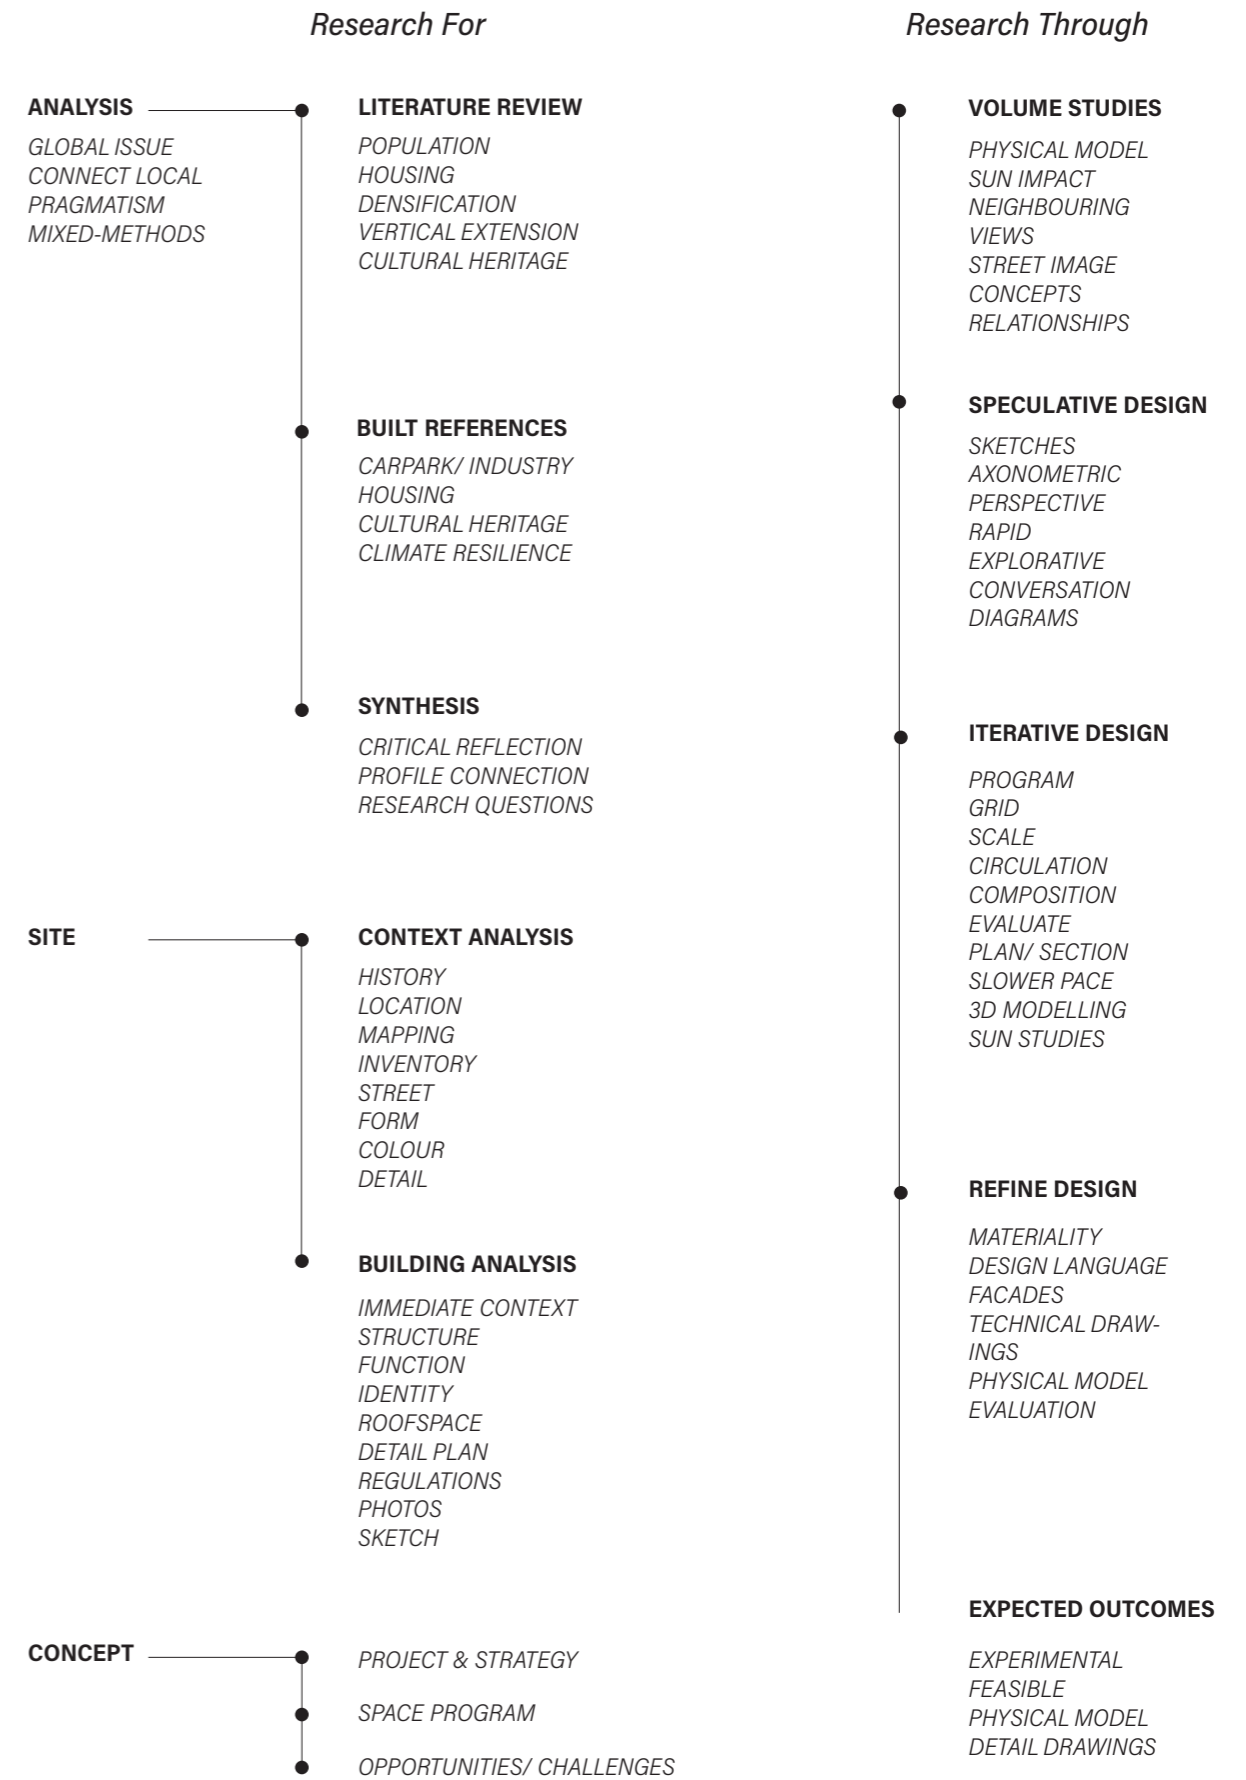 Research For
ANALYSIS
GLOBAL ISSUE
CONNECT LOCAL
PRAGMATISM
MIXED-METHODS
LITERATURE REVIEW
POPULATION
HOUSING
DENSIFICATION
VERTICAL EXTENSION
CULTURAL HERITAGE
BUILT REFERENCES
CARPARK/ INDUSTRY
HOUSING
CULTURAL HERITAGE
CLIMATE RESILIENCE
SYNTHESIS
CRITICAL REFLECTION
PROFILE CONNECTION
RESEARCH QUESTIONS
SITE
CONTEXT ANALYSIS
HISTORY
LOCATION
MAPPING
INVENTORY
STREET
FORM
COLOUR
DETAIL
BUILDING ANALYSIS
IMMEDIATE CONTEXT
STRUCTURE
FUNCTION
IDENTITY
ROOFSPACE
DETAIL PLAN
REGULATIONS
PHOTOS
SKETCH
CONCEPT
PROJECT & STRATEGY
SPACE PROGRAM
OPPORTUNITIES/ CHALLENGES
Research Through
VOLUME STUDIES
PHYSICAL MODEL
SUN IMPACT
NEIGHBOURING
VIEWS
STREET IMAGE
CONCEPTS
RELATIONSHIPS
SPECULATIVE DESIGN
SKETCHES
AXONOMETRIC
PERSPECTIVE
RAPID
EXPLORATIVE
CONVERSATION
DIAGRAMS
ITERATIVE DESIGN
PROGRAM
GRID
SCALE
CIRCULATION
COMPOSITION
EVALUATE
PLAN/ SECTION
SLOWER PACE
3D MODELLING
SUN STUDIES
REFINE DESIGN
MATERIALITY
DESIGN LANGUAGE
FACADES
TECHNICAL DRAW-
INGS
PHYSICAL MODEL
EVALUATION
EXPECTED OUTCOMES
EXPERIMENTAL
FEASIBLE
PHYSICAL MODEL
DETAIL DRAWINGS